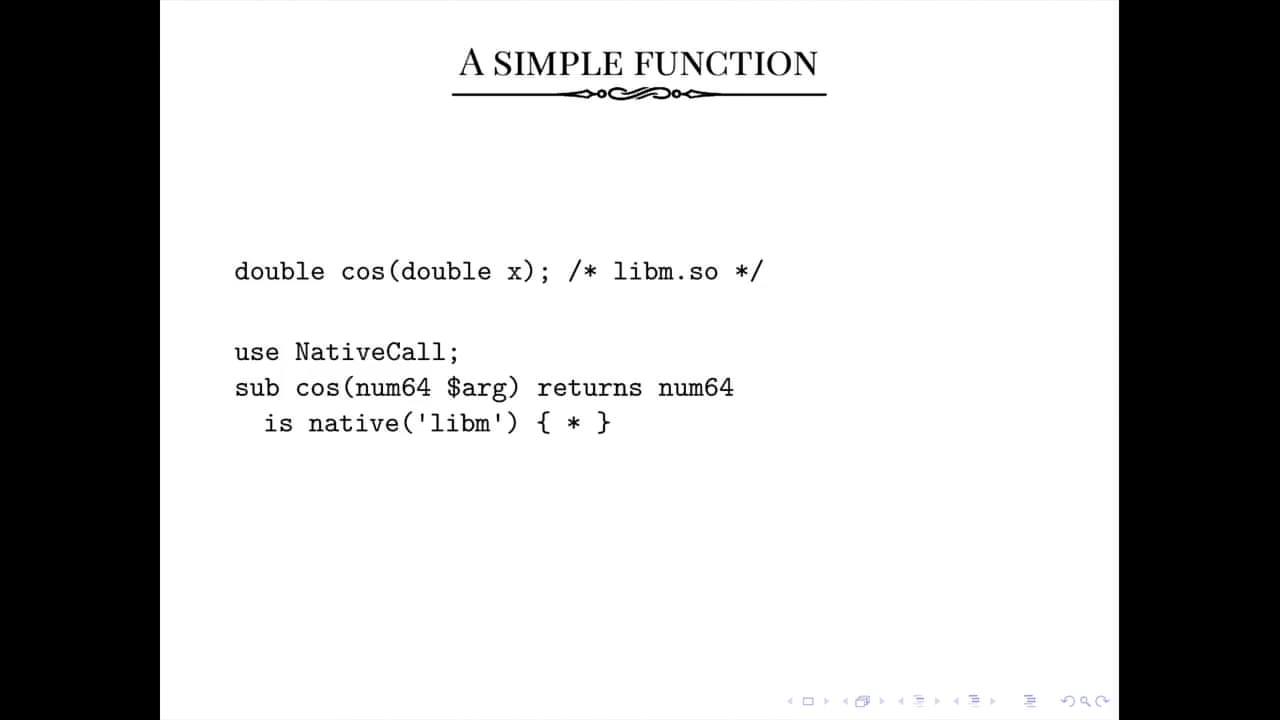 A SIMPLE FUNCTION
double cos(double x); /* libm.so */
use NativeCall;
sub cos(num64 $arg) returns num64
is native('libm') { * }